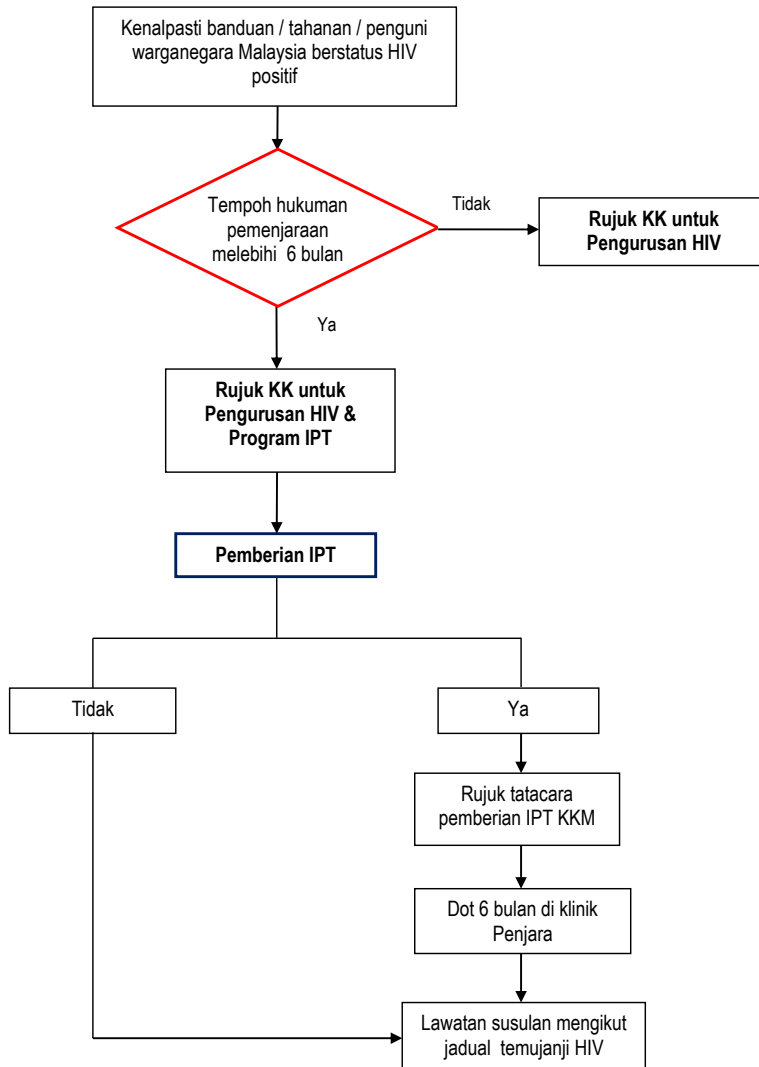 Kenalpasti banduan / tahanan / penguni
warganegara Malaysia berstatus HIV
positif
Tempoh hukuman
pemenjaraan
melebihi 6 bulan
Tidak
Rujuk KK untuk
Pengurusan HIV
Ya
Rujuk KK untuk
Pengurusan HIV &
Program IPT
Pemberian IPT
Tidak
Ya
Rujuk tatacara
pemberian IPT KKM
Dot 6 bulan di klinik
Penjara
Lawatan susulan mengikut
jadual temujanji HIV